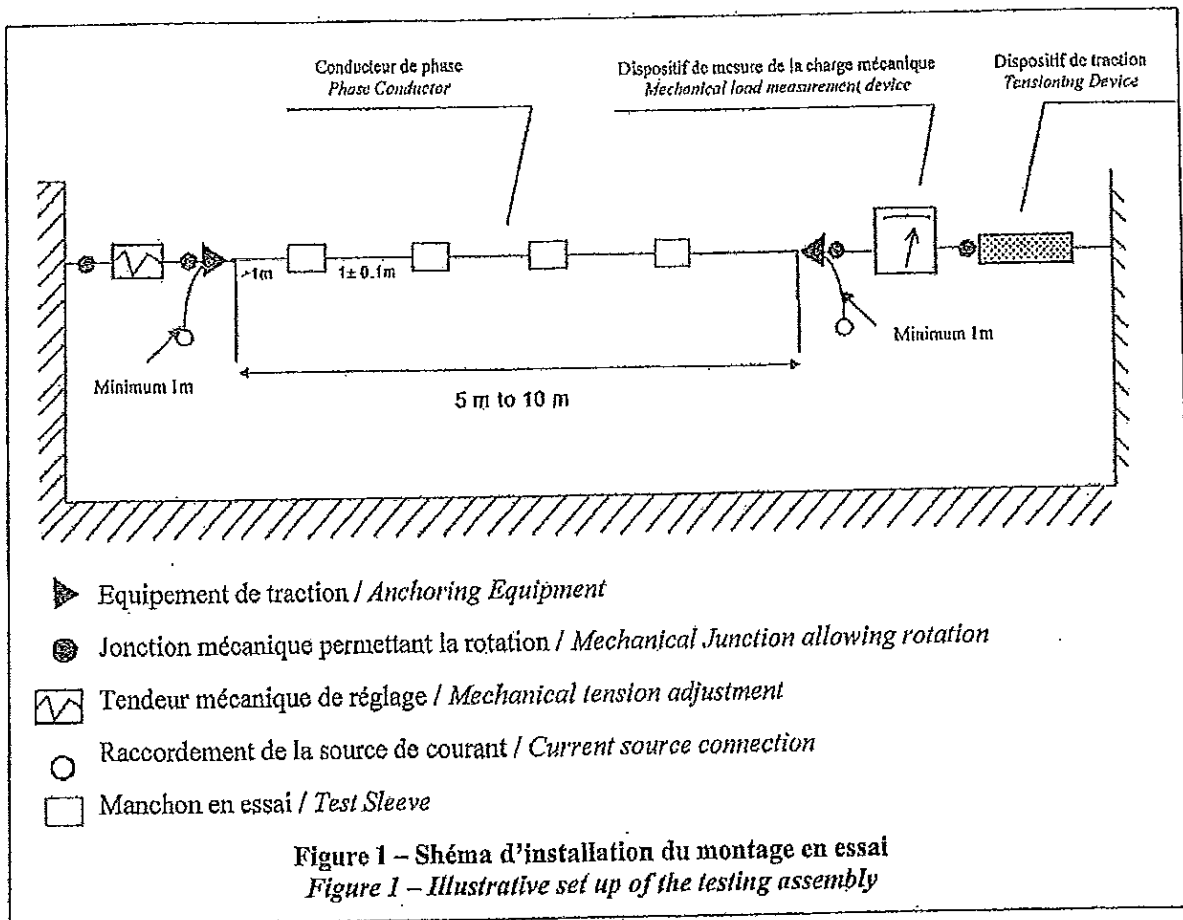 Conducteur de phase
Phase Conductor
Dispositif de mesure de la charge mécanique
Mechanical load measurement device
Dispositif de traction
Tensioning Device
~1m
1± 0.1m
Minimum 1m
Minimum 1m
5 m to 10 m
Equipement de traction / Anchoring Equipment
Jonction mécanique permettant la rotation / Mechanical Junction allowing rotation
Tendeur mécanique de réglage / Mechanical tension adjustment
Raccordement de la source de courant / Current source connection
Manchon en essai / Test Sleeve
Figure 1 – Shéma d'installation du montage en essai
Figure 1 – Illustrative set up of the testing assembly